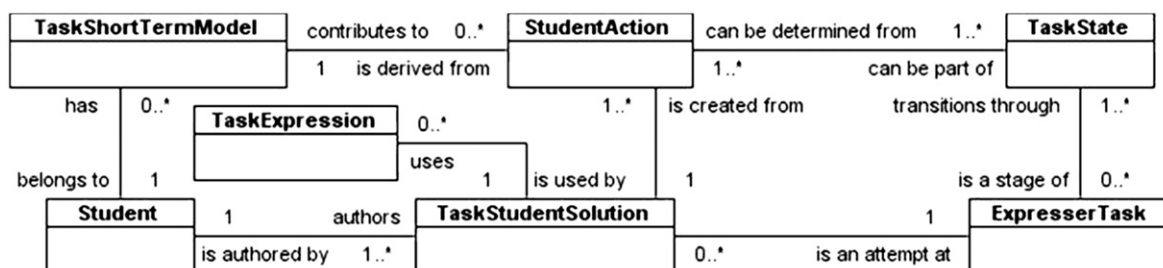 TaskShortTermModel contributes to 0..* StudentAction can be determined from 1..* TaskState
1 is derived from 1..* can be part of
has 0..* 1..* is created from transitions through 1..*
TaskExpression 0..*
uses
belongs to 1 1 is used by 1 is a stage of 0..*
Student 1 authors TaskStudentSolution 1 ExpresserTask
is authored by 1..* 0..* is an attempt at